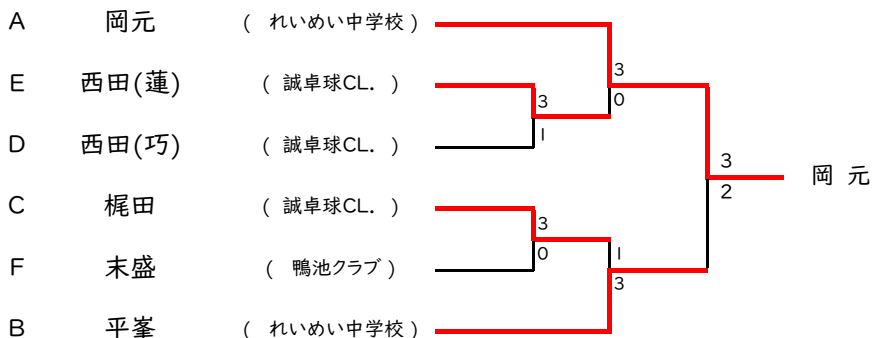 A 岡元 ( れいめい中学校 )
3
E 西田(蓮) ( 誠卓球CL. )
3 0
1
D 西田(巧) ( 誠卓球CL. )
3
岡 元
2
C 梶田 ( 誠卓球CL. )
3
0 1
F 末盛 ( 鴨池クラブ )
3
B 平峯 ( れいめい中学校 )